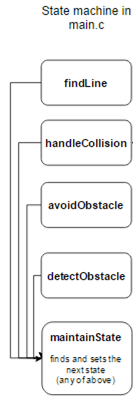 State machine in
main.c
findLine
handleCollision
avoidObstacle
detectObstacle
maintainState
finds and sets the
next state
(any of above)